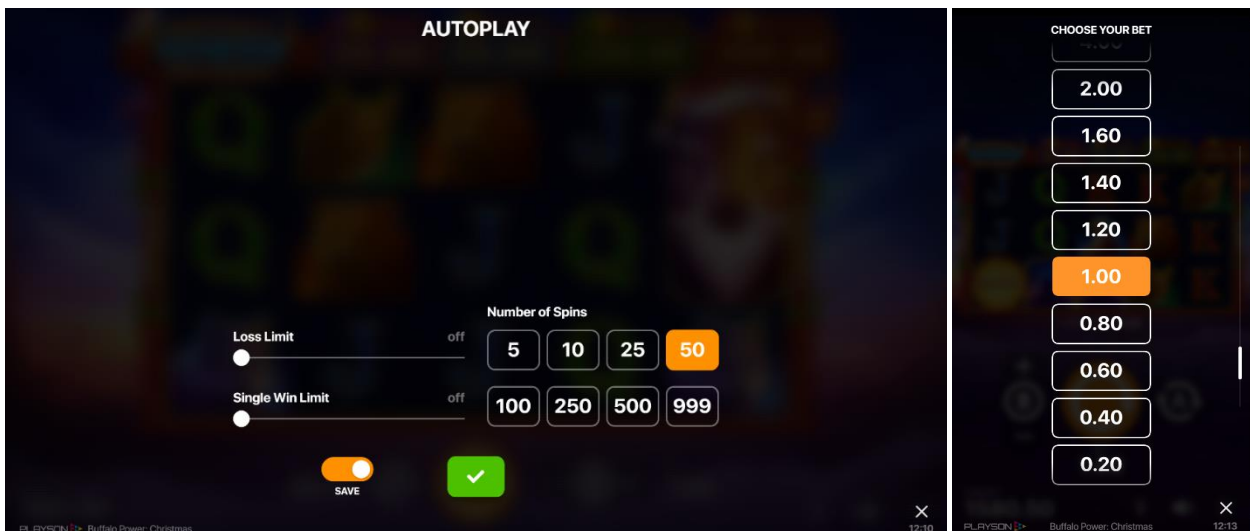 AUTOPLAY
Number of Spins
Loss Limit off
5 10 25 50
Single Win Limit off
100 250 500 999
SAVE
PLAYSON Buffalo Power: Christmas 12:10
CHOOSE YOUR BET
4.00
2.00
1.60
1.40
1.20
1.00
0.80
0.60
0.40
0.20
PLAYSON Buffalo Power: Christmas 12:13